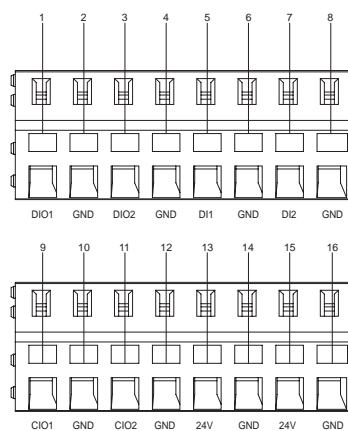 1 2 3 4 5 6 7 8
DIO1 GND DIO2 GND DI1 GND DI2 GND
9 10 11 12 13 14 15 16
CIO1 GND CIO2 GND 24V GND 24V GND